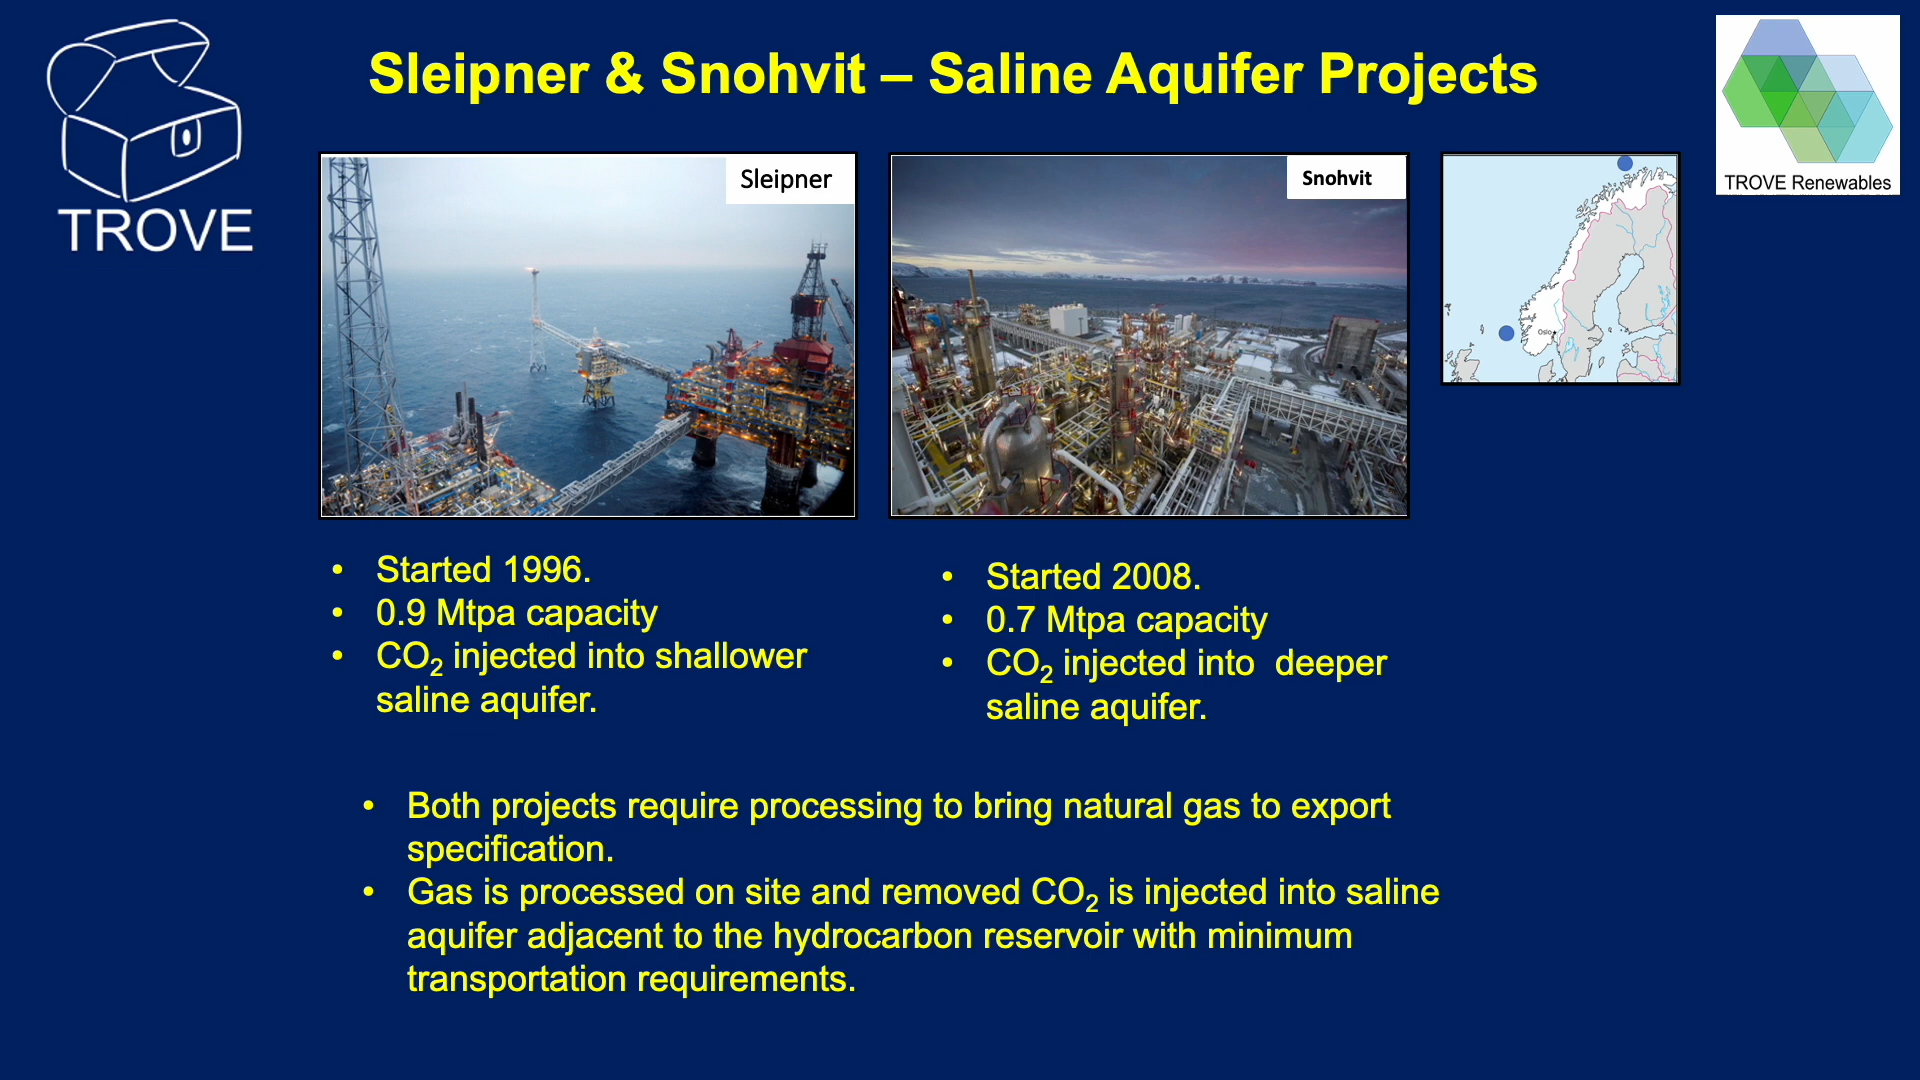 Sleipner & Snohvit – Saline Aquifer Projects
TROVE
TROVE Renewables
Sleipner
Snohvit
Oslo
• Started 1996.
• 0.9 Mtpa capacity
• CO₂ injected into shallower
saline aquifer.
• Started 2008.
• 0.7 Mtpa capacity
• CO₂ injected into  deeper
saline aquifer.
• Both projects require processing to bring natural gas to export
specification.
• Gas is processed on site and removed CO₂ is injected into saline
aquifer adjacent to the hydrocarbon reservoir with minimum
transportation requirements.